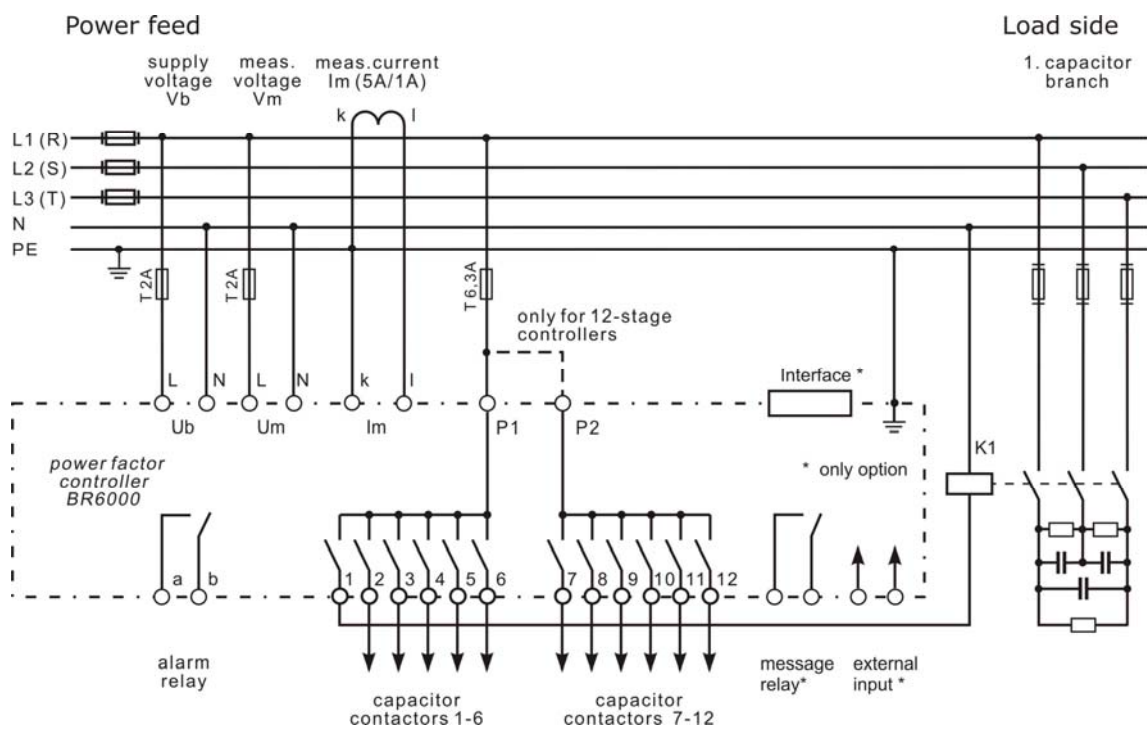 Power feed
Load side
supply
voltage
Vb
meas.
voltage
Vm
meas.current
Im (5A/1A)
1. capacitor
branch
k
l
L1 (R)
L2 (S)
L3 (T)
N
PE
T 2A
T 2A
T 6,3A
only for 12-stage
controllers
L
N
L
N
k
l
Interface *
Ub
Um
Im
P1
P2
K1
power factor
controller
BR6000
* only option
a
b
1
2
3
4
5
6
7
8
9
10
11
12
alarm
relay
capacitor
contactors 1-6
capacitor
contactors 7-12
message
relay*
external
input *